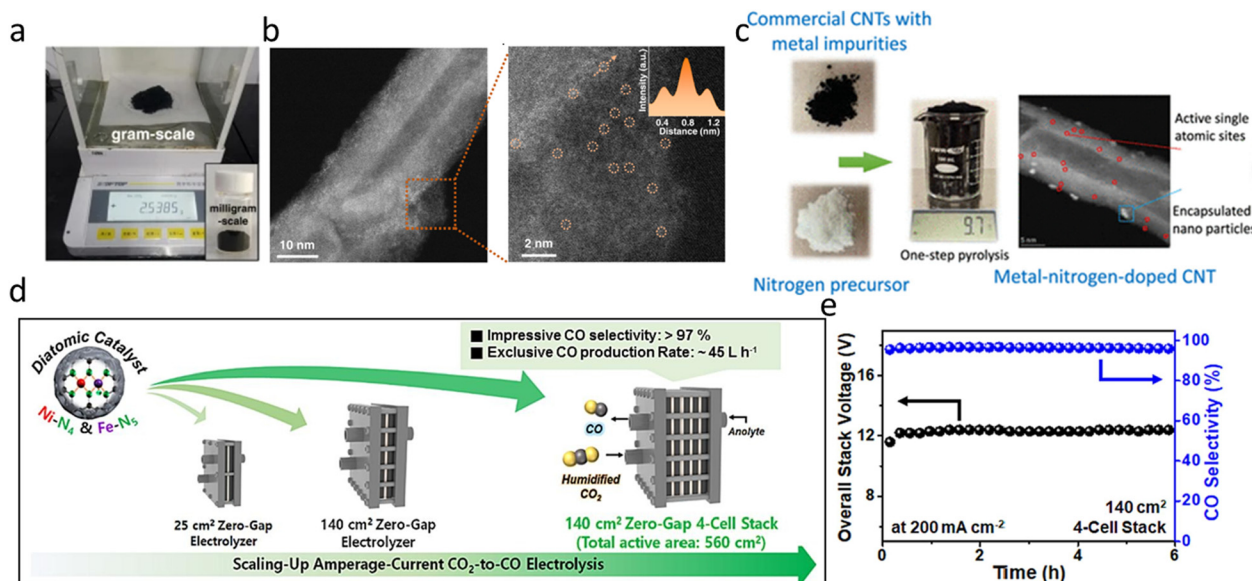 a
gram-scale
2.5385
milligram
-scale
b
10 nm
2 nm
Intensity (a.u.)
0.4 0.8 1.2
Distance (nm)
c
Commercial CNTs with
metal impurities
Nitrogen precursor
9.7
One-step pyrolysis
Active single
atomic sites
Encapsulated
nano particles
5 nm
Metal-nitrogen-doped CNT
d
Diatomic Catalyst
Ni-N4 & Fe-N5
■ Impressive CO selectivity: > 97 %
■ Exclusive CO production Rate: ~ 45 L h⁻¹
CO
Humidified
CO₂
Anolyte
25 cm² Zero-Gap
Electrolyzer
140 cm² Zero-Gap
Electrolyzer
140 cm² Zero-Gap 4-Cell Stack
(Total active area: 560 cm²)
Scaling-Up Amperage-Current CO₂-to-CO Electrolysis
e
Overall Stack Voltage (V)
16
12
8
100
80
60
40
20
0
CO Selectivity (%)
at 200 mA cm⁻²
140 cm²
4-Cell Stack
0 2 4 6
Time (h)